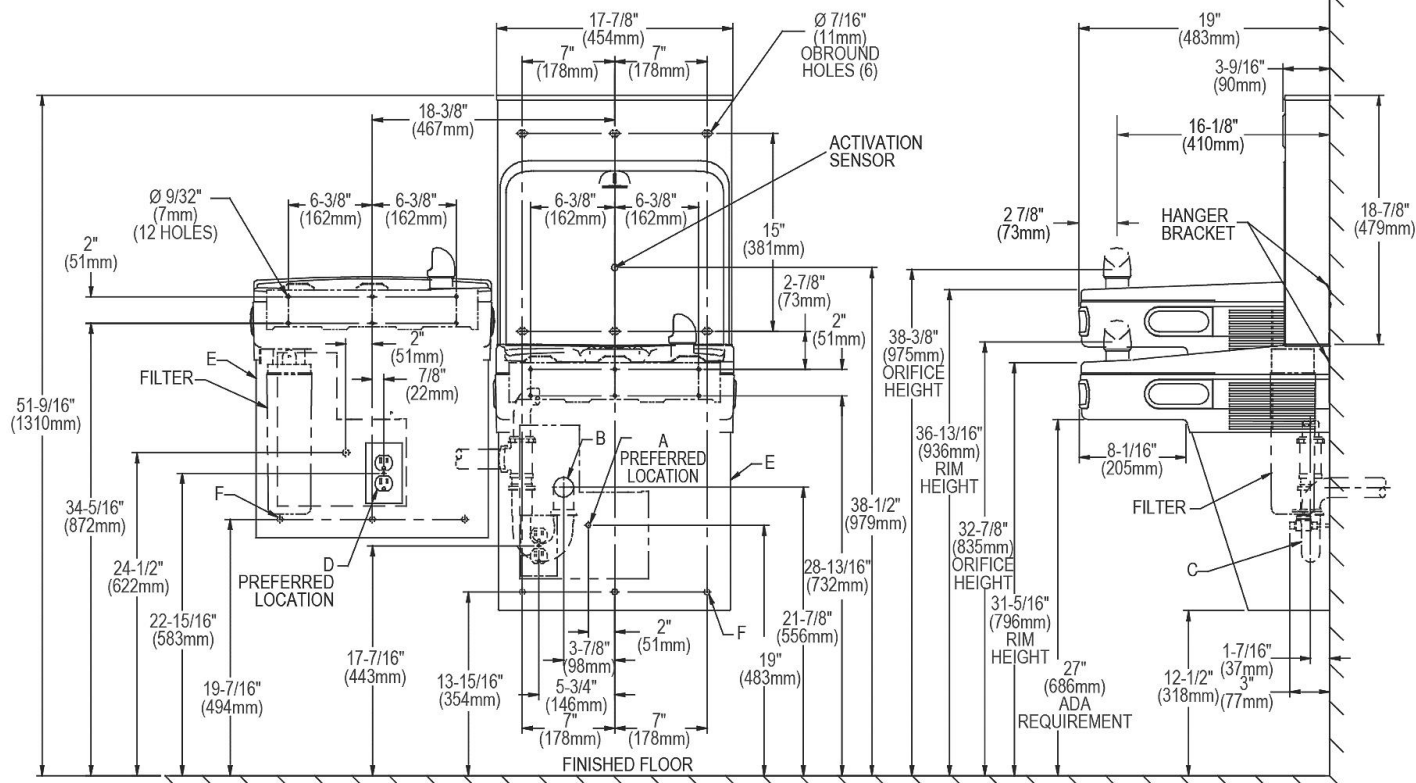 17-7/8"
(454mm)
7"
(178mm)
7"
(178mm)
Ø 7/16"
(11mm)
OBROUND
HOLES (6)
19"
(483mm)
3-9/16"
(90mm)
18-3/8"
(467mm)
16-1/8"
(410mm)
ACTIVATION
SENSOR
Ø 9/32"
(7mm)
(12 HOLES)
6-3/8"
(162mm)
6-3/8"
(162mm)
6-3/8"
(162mm)
6-3/8"
(162mm)
15"
(381mm)
2 7/8"
(73mm)
HANGER
BRACKET
18-7/8"
(479mm)
2"
(51mm)
2-7/8"
(73mm)
2"
(51mm)
2"
(51mm)
7/8"
(22mm)
38-3/8"
(975mm)
ORIFICE
HEIGHT
E
FILTER
51-9/16"
(1310mm)
B
A
PREFERRED
LOCATION
E
36-13/16"
(936mm)
RIM
HEIGHT
8-1/16"
(205mm)
FILTER
34-5/16"
(872mm)
F
38-1/2"
(979mm)
32-7/8"
(835mm)
ORIFICE
HEIGHT
24-1/2"
(622mm)
D
PREFERRED
LOCATION
28-13/16"
(732mm)
C
22-15/16"
(583mm)
21-7/8"
(556mm)
31-5/16"
(796mm)
RIM
HEIGHT
F
17-7/16"
(443mm)
3-7/8"
(98mm)
2"
(51mm)
19"
(483mm)
1-7/16"
(37mm)
19-7/16"
(494mm)
13-15/16"
(354mm)
5-3/4"
(146mm)
27"
(686mm)
ADA
REQUIREMENT
12-1/2"
(318mm)
3"
(77mm)
7"
(178mm)
7"
(178mm)
FINISHED FLOOR